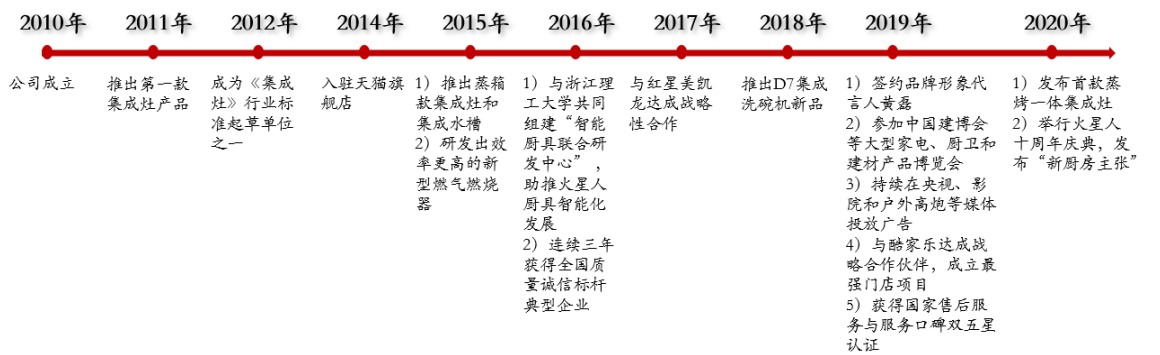 2010年
2011年
2012年
2014年
2015年
2016年
2017年
2018年
2019年
2020年
公司成立
推出第一款
集成灶产品
成为《集成
灶》行业标
准起草单位
之一
入驻天猫旗
舰店
1）推出蒸箱
款集成灶和
集成水槽
2）研发出效
率更高的新
型燃气燃烧
器
1）与浙江理
工大学共同
组建“智能
厨具联合研
发中心”，
助推火星人
厨具智能化
发展
2）连续三年
获得全国质
量诚信标杆
典型企业
与红星美凯
龙达成战略
性合作
推出D7集成
洗碗机新品
1）签约品牌形象代
言人黄磊
2）参加中国建博会
等大型家电、厨卫和
建材产品博览会
3）持续在央视、影
院和户外高炮等媒体
投放广告
4）与酷家乐达成战
略合作伙伴，成立最
强门店项目
5）获得国家售后服
务与服务口碑双五星
认证
1）发布首款蒸
烤一体集成灶
2）举行火星人
十周年庆典，发
布“新厨房主张”